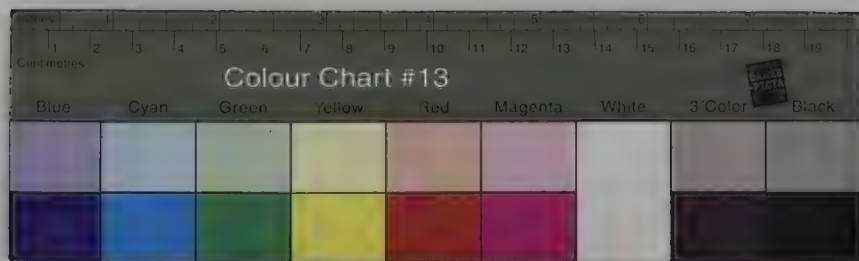 1 2 3 4 5 6 8
1 2 3 4 5 6 7 8 9 10 11 12 13 14 15 16 17 18 19
Centimetres
Colour Chart #13
Blue Cyan Green Yellow Red Magenta White 3/Color Black